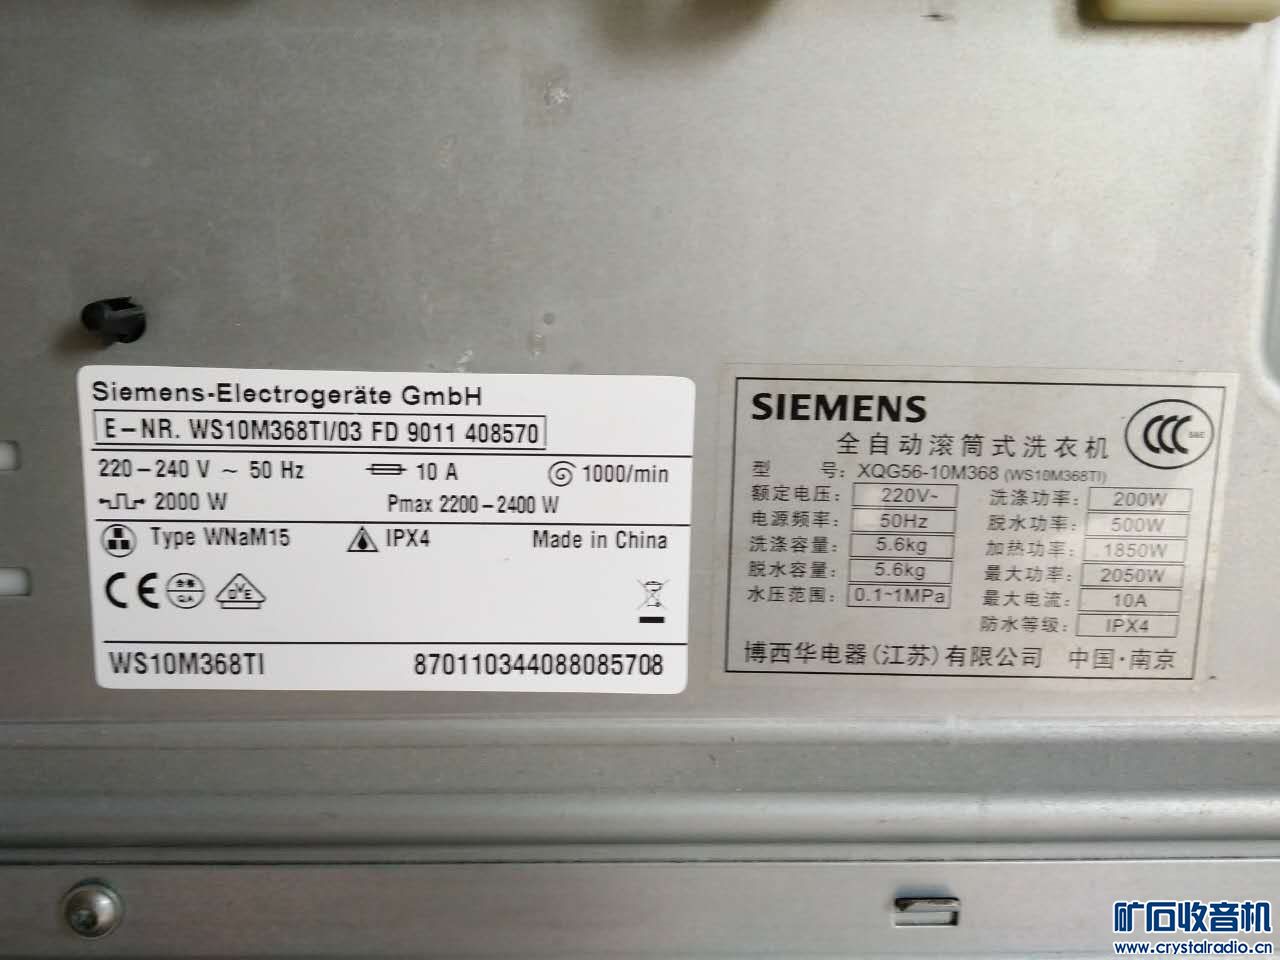 Siemens-Electrogeräte GmbH
E-NR. WS10M368TI/03 FD 9011 408570
220-240 V ~ 50 Hz 10 A 1000/min
2000 W Pmax 2200-2400 W
Type WNaM15 IPX4 Made in China
CE
WS10M368TI 870110344088085708
SIEMENS
全自动滚筒式洗衣机
CCC S&E
型 号: XQG56-10M368 (WS10M368TI)
额定电压: 220V~ 洗涤功率: 200W
电源频率: 50Hz 脱水功率: 500W
洗涤容量: 5.6kg 加热功率: 1850W
脱水容量: 5.6kg 最大功率: 2050W
水压范围: 0.1~1MPa 最大电流: 10A
防水等级: IPX4
博西华电器(江苏)有限公司 中国·南京
矿石收音机
www.crystalradio.cn